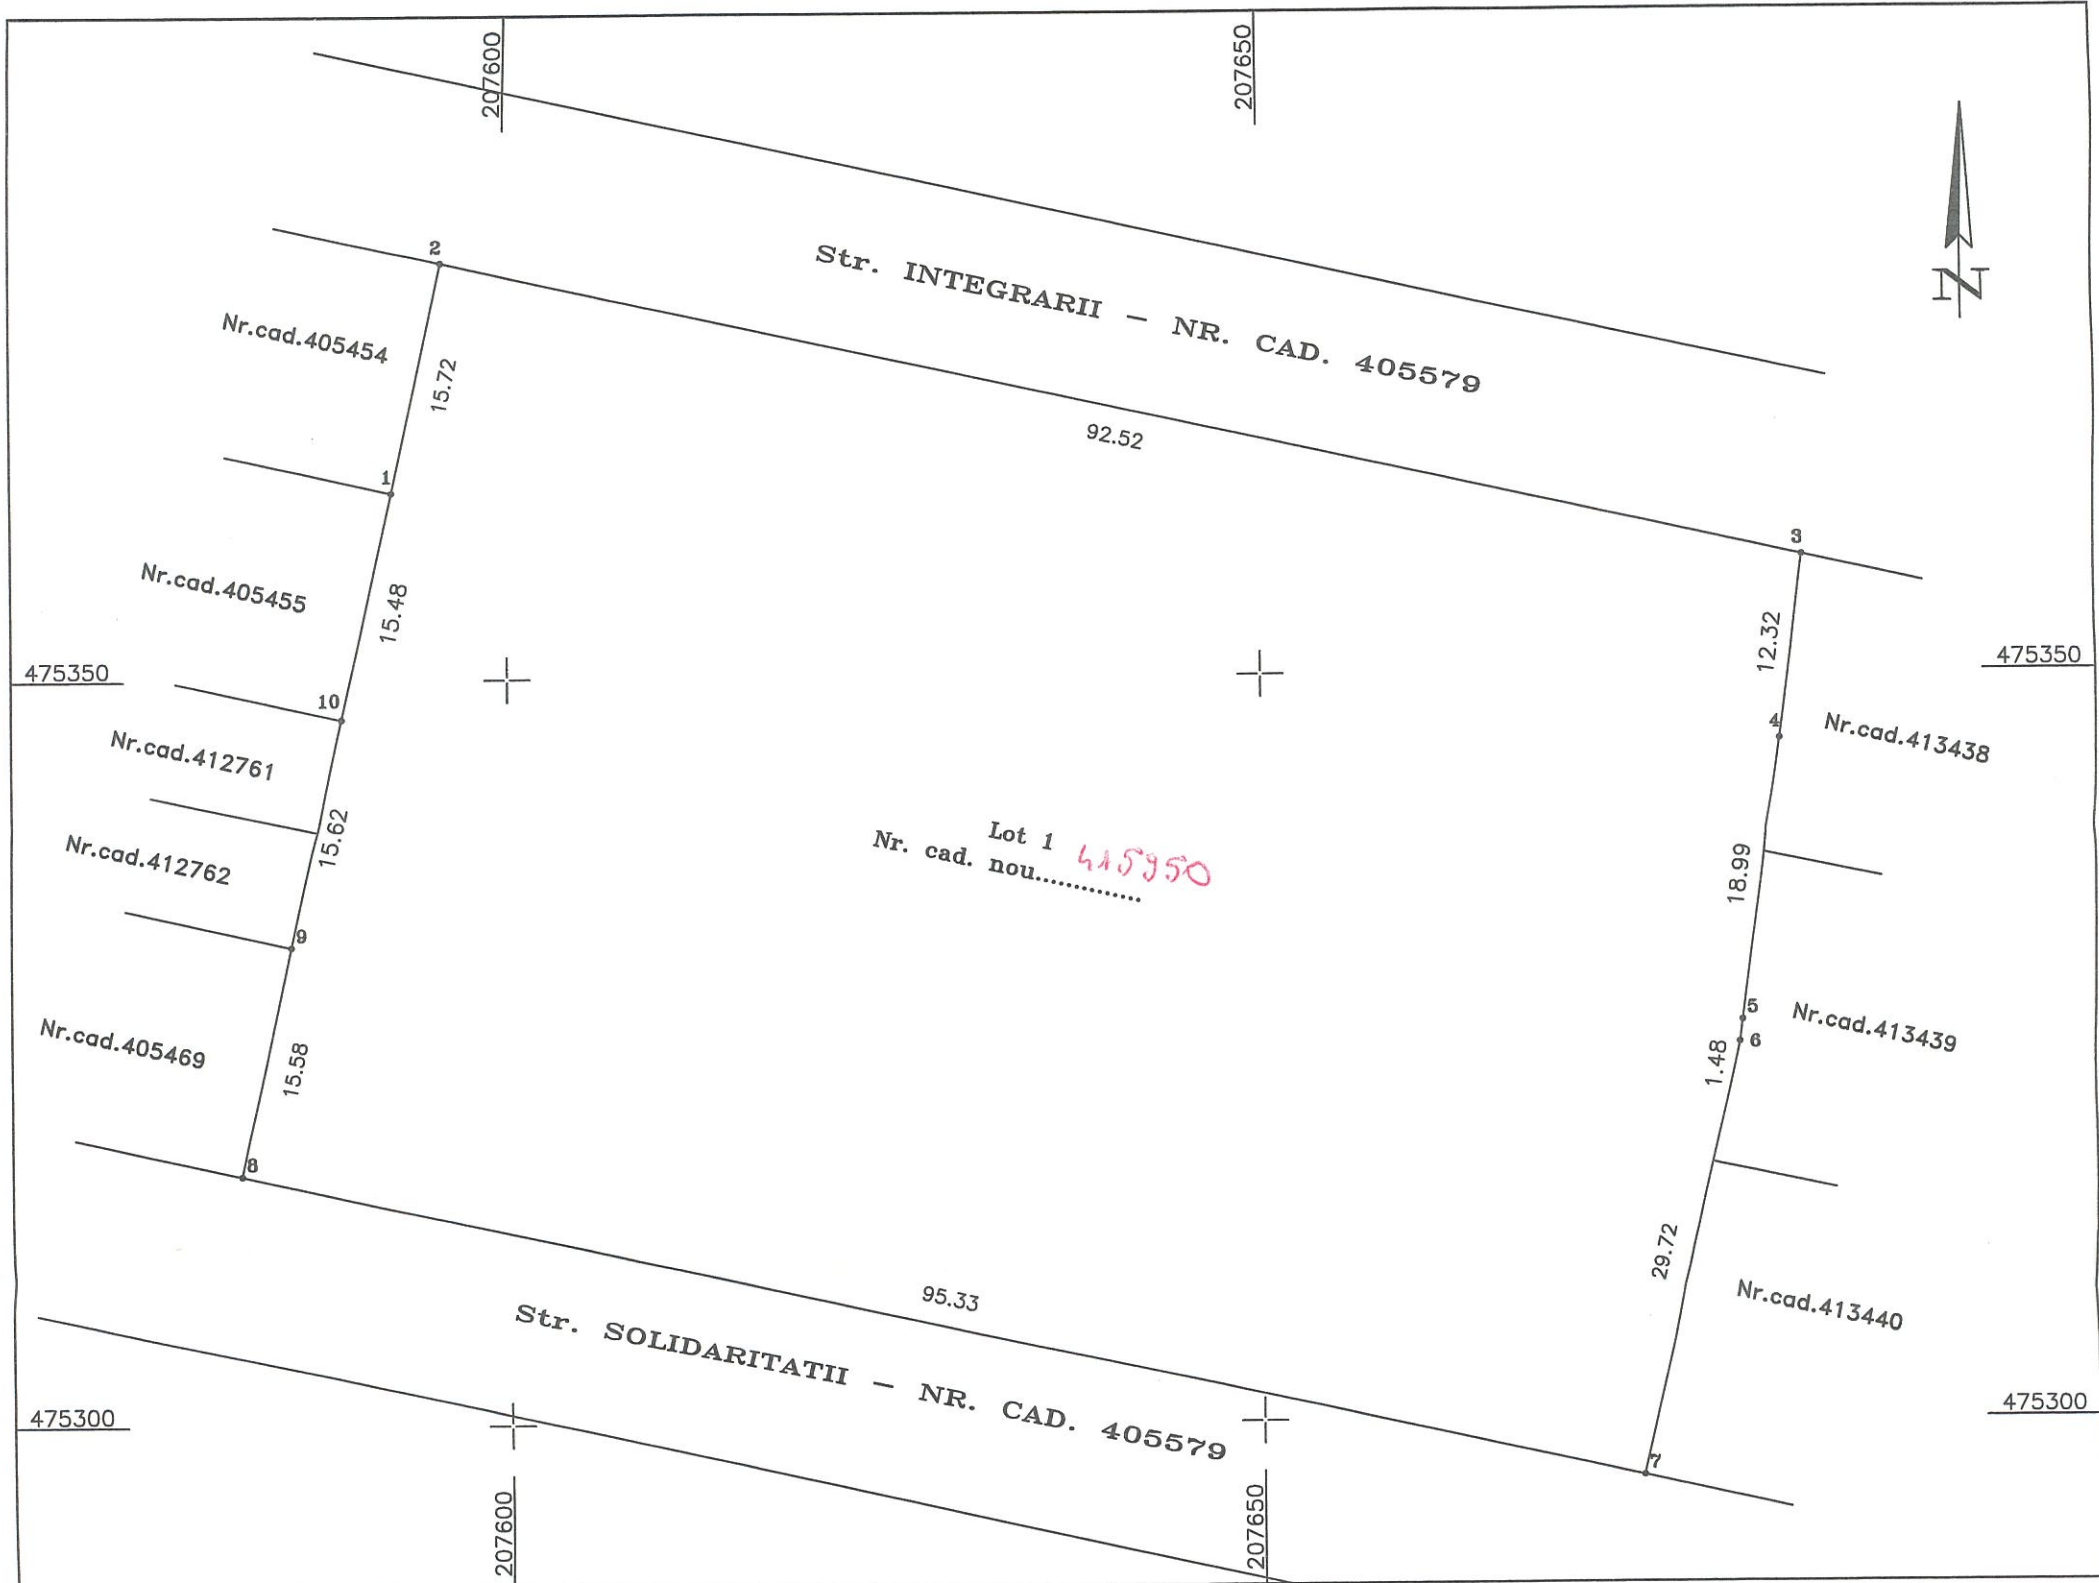 207600
207650
N
2
Str. INTEGRARII – NR. CAD. 405579
Nr.cad.405454
15.72
92.52
1
3
Nr.cad.405455
15.48
12.32
475350
475350
10
4
Nr.cad.413438
Nr.cad.412761
15.62
Lot 1
Nr. cad. nou.............. 415950
Nr.cad.412762
18.99
9
5
Nr.cad.413439
6
Nr.cad.405469
15.58
1.48
8
29.72
95.33
Nr.cad.413440
Str. SOLIDARITATII – NR. CAD. 405579
475300
475300
7
207600
207650